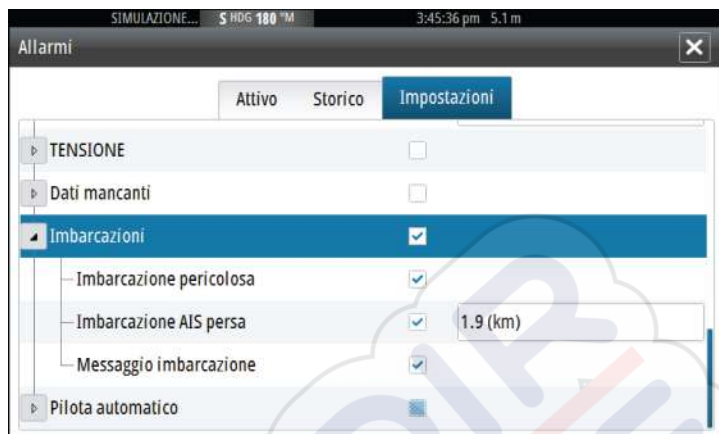 SIMULAZIONE... S HDG 180 °M 3:45:36 pm 5.1 m
Allarmi
Attivo Storico Impostazioni
TENSIONE
Dati mancanti
Imbarcazioni
Imbarcazione pericolosa
Imbarcazione AIS persa 1.9 (km)
Messaggio imbarcazione
Pilota automatico